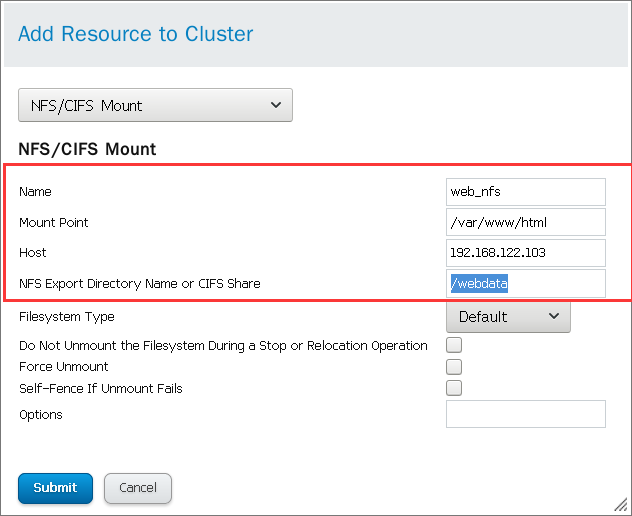 Add Resource to Cluster
NFS/CIFS Mount
NFS/CIFS Mount
Name web_nfs
Mount Point /var/www/html
Host 192.168.122.103
NFS Export Directory Name or CIFS Share /webdata
Filesystem Type Default
Do Not Unmount the Filesystem During a Stop or Relocation Operation
Force Unmount
Self-Fence If Unmount Fails
Options
Submit Cancel